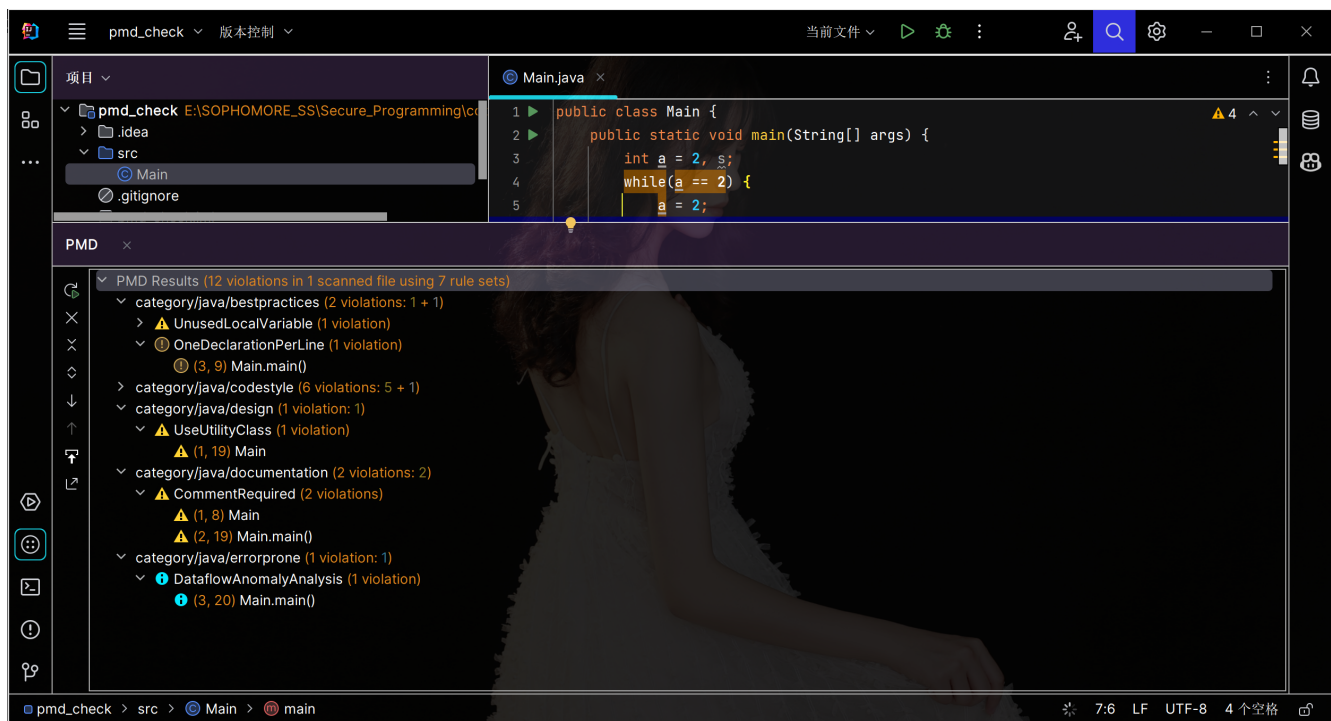 pmd_check 版本控制 当前文件
项目
Main.java
pmd_check E:\SOPHOMORE_SS\Secure_Programming\co
.idea
src
Main
.gitignore
1 public class Main {
2 public static void main(String[] args) {
3 int a = 2, s;
4 while(a == 2) {
5 a = 2;
4
PMD
PMD Results (12 violations in 1 scanned file using 7 rule sets)
category/java/bestpractices (2 violations: 1 + 1)
UnusedLocalVariable (1 violation)
OneDeclarationPerLine (1 violation)
(3, 9) Main.main()
category/java/codestyle (6 violations: 5 + 1)
category/java/design (1 violation: 1)
UseUtilityClass (1 violation)
(1, 19) Main
category/java/documentation (2 violations: 2)
CommentRequired (2 violations)
(1, 8) Main
(2, 19) Main.main()
category/java/errorprone (1 violation: 1)
DataflowAnomalyAnalysis (1 violation)
(3, 20) Main.main()
pmd_check > src > Main > main 7:6 LF UTF-8 4 个空格